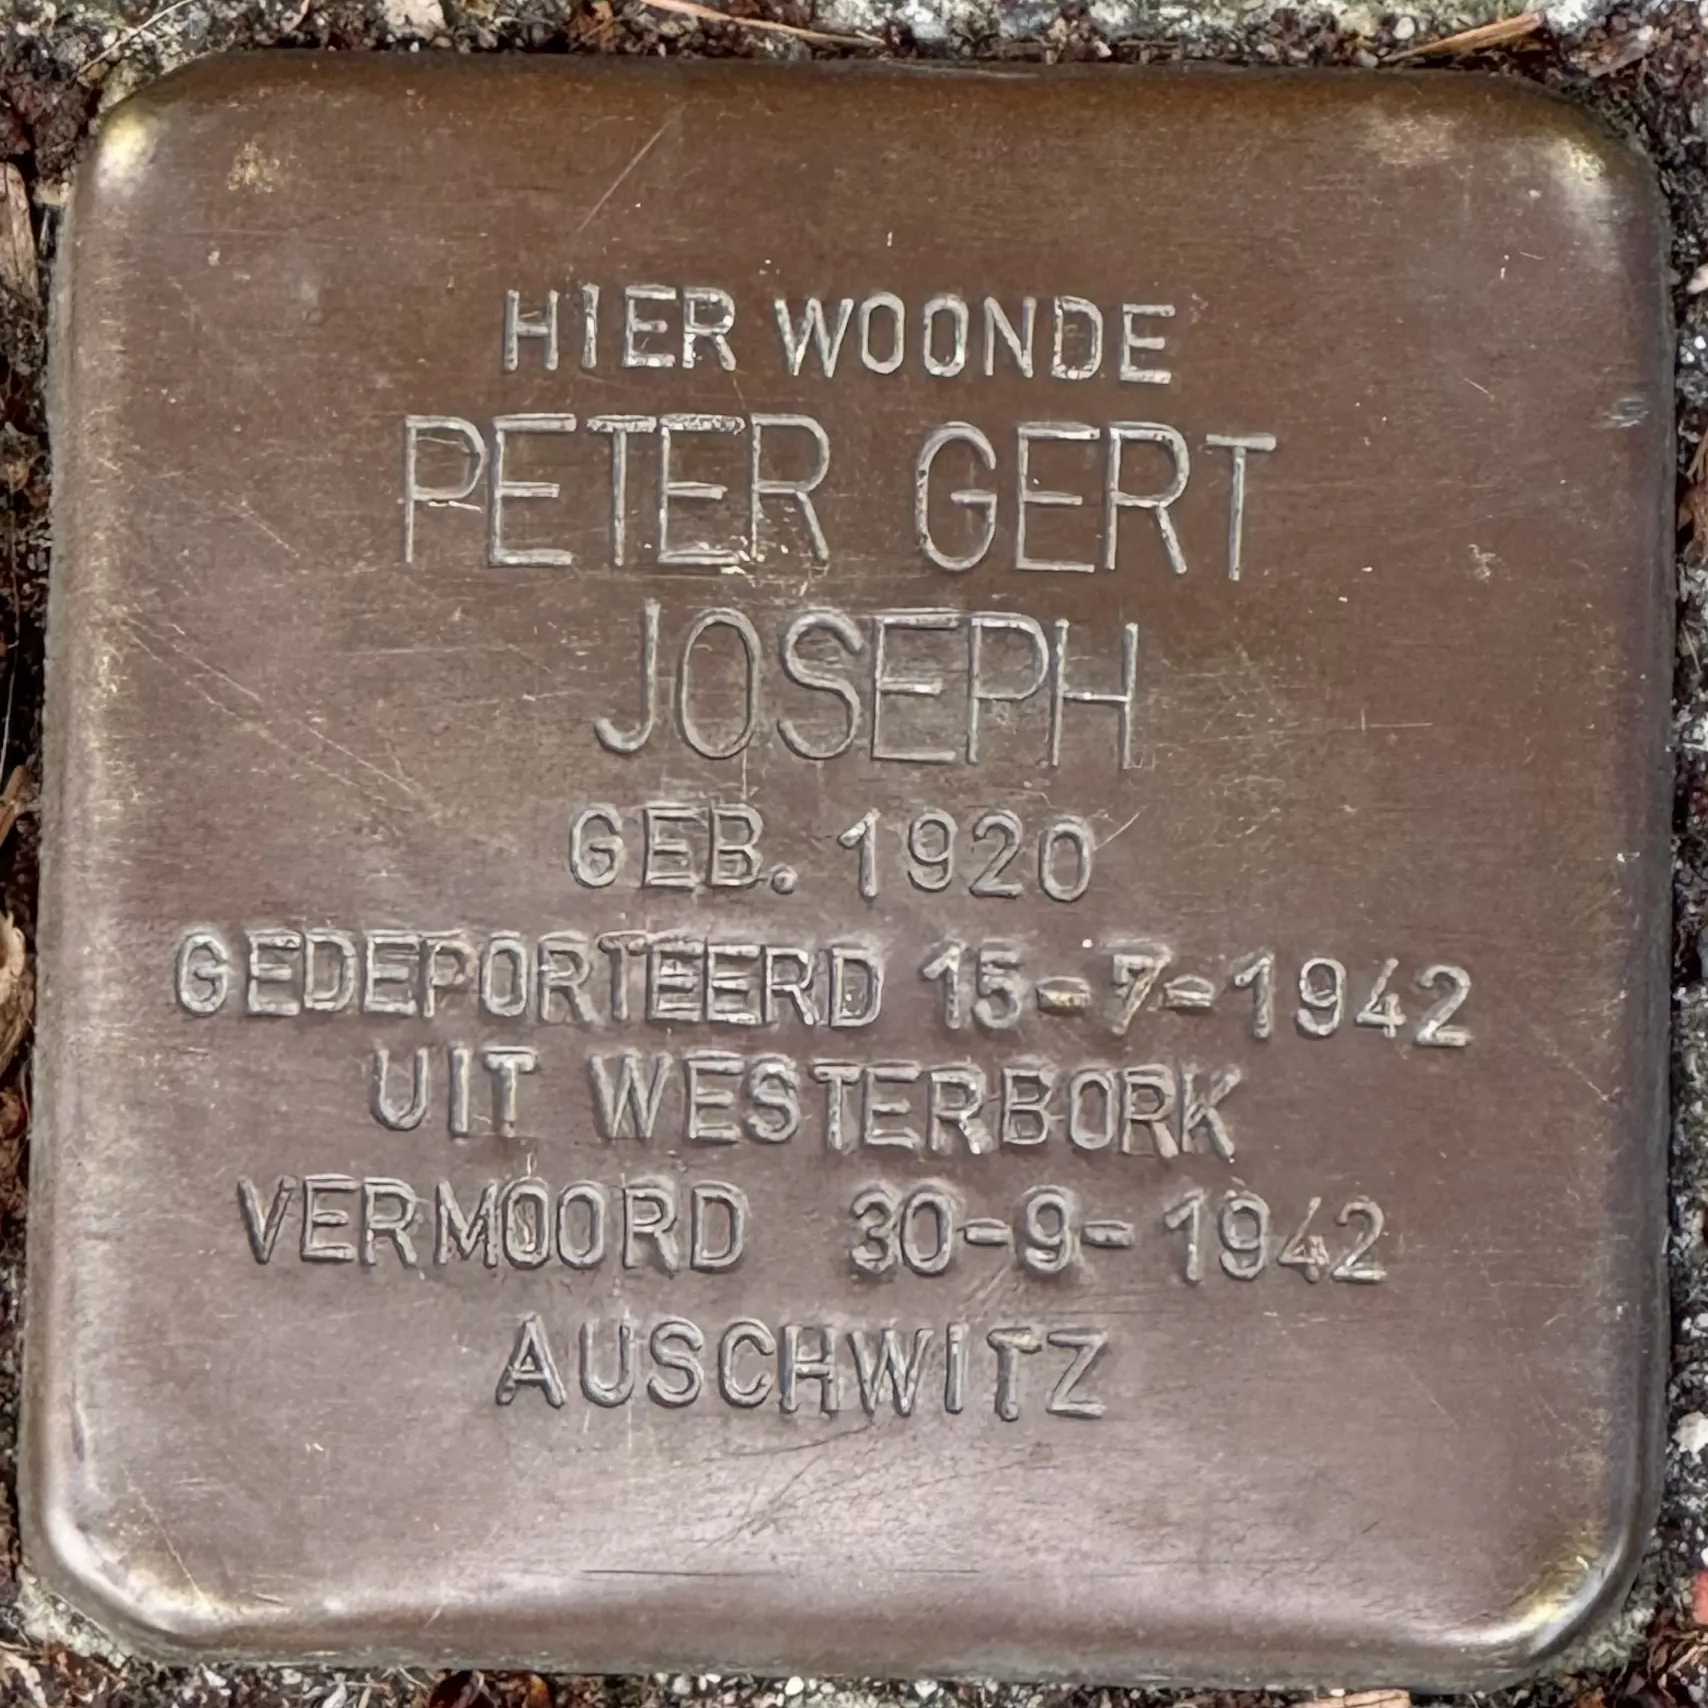 HIER WOONDE
PETER GERT
JOSEPH
GEB. 1920
GEDEPORTEERD 15-7-1942
UIT WESTERBORK
VERMOORD 30-9-1942
AUSCHWITZ